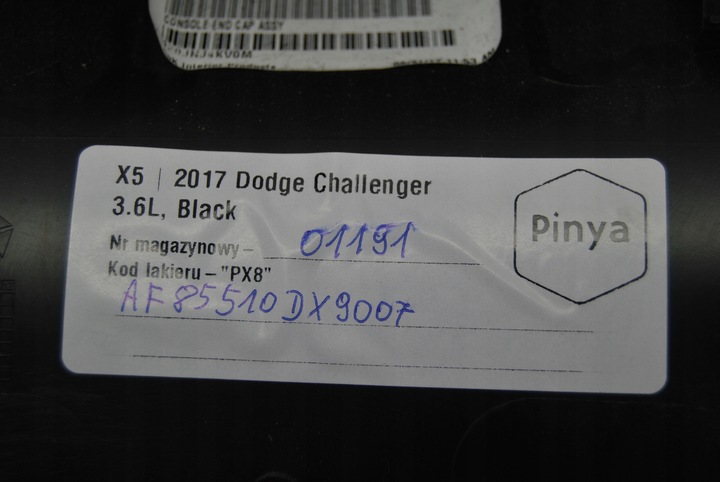 CONSOLE END CAP ASSY
X5 | 2017 Dodge Challenger
3.6L, Black
Pinya
Nr magazynowy – 01191
Kod lakieru – "PX8"
AF85510DX9007